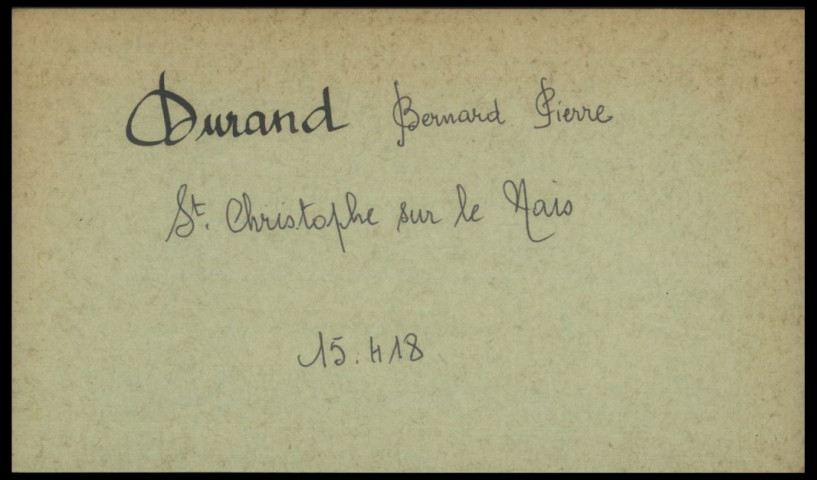 Durand Bernard Pierre
St. Christophe sur le Nais
15.418